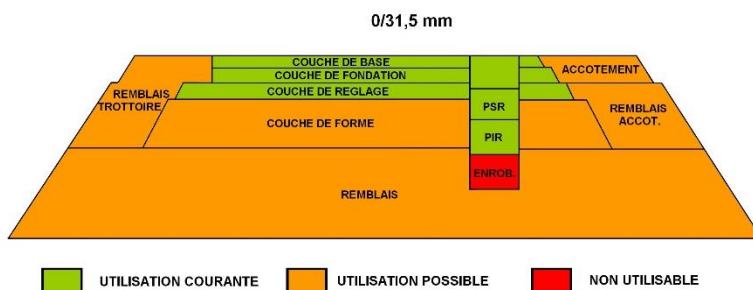 0/31,5 mm
COUCHE DE BASE
COUCHE DE FONDATION
COUCHE DE REGLAGE
COUCHE DE FORME
REMBLAIS
TROTTOIRE
ACCOTEMENT
REMBLAIS
ACCOT.
PSR
PIR
ENROB.
REMBLAIS
UTILISATION COURANTE
UTILISATION POSSIBLE
NON UTILISABLE